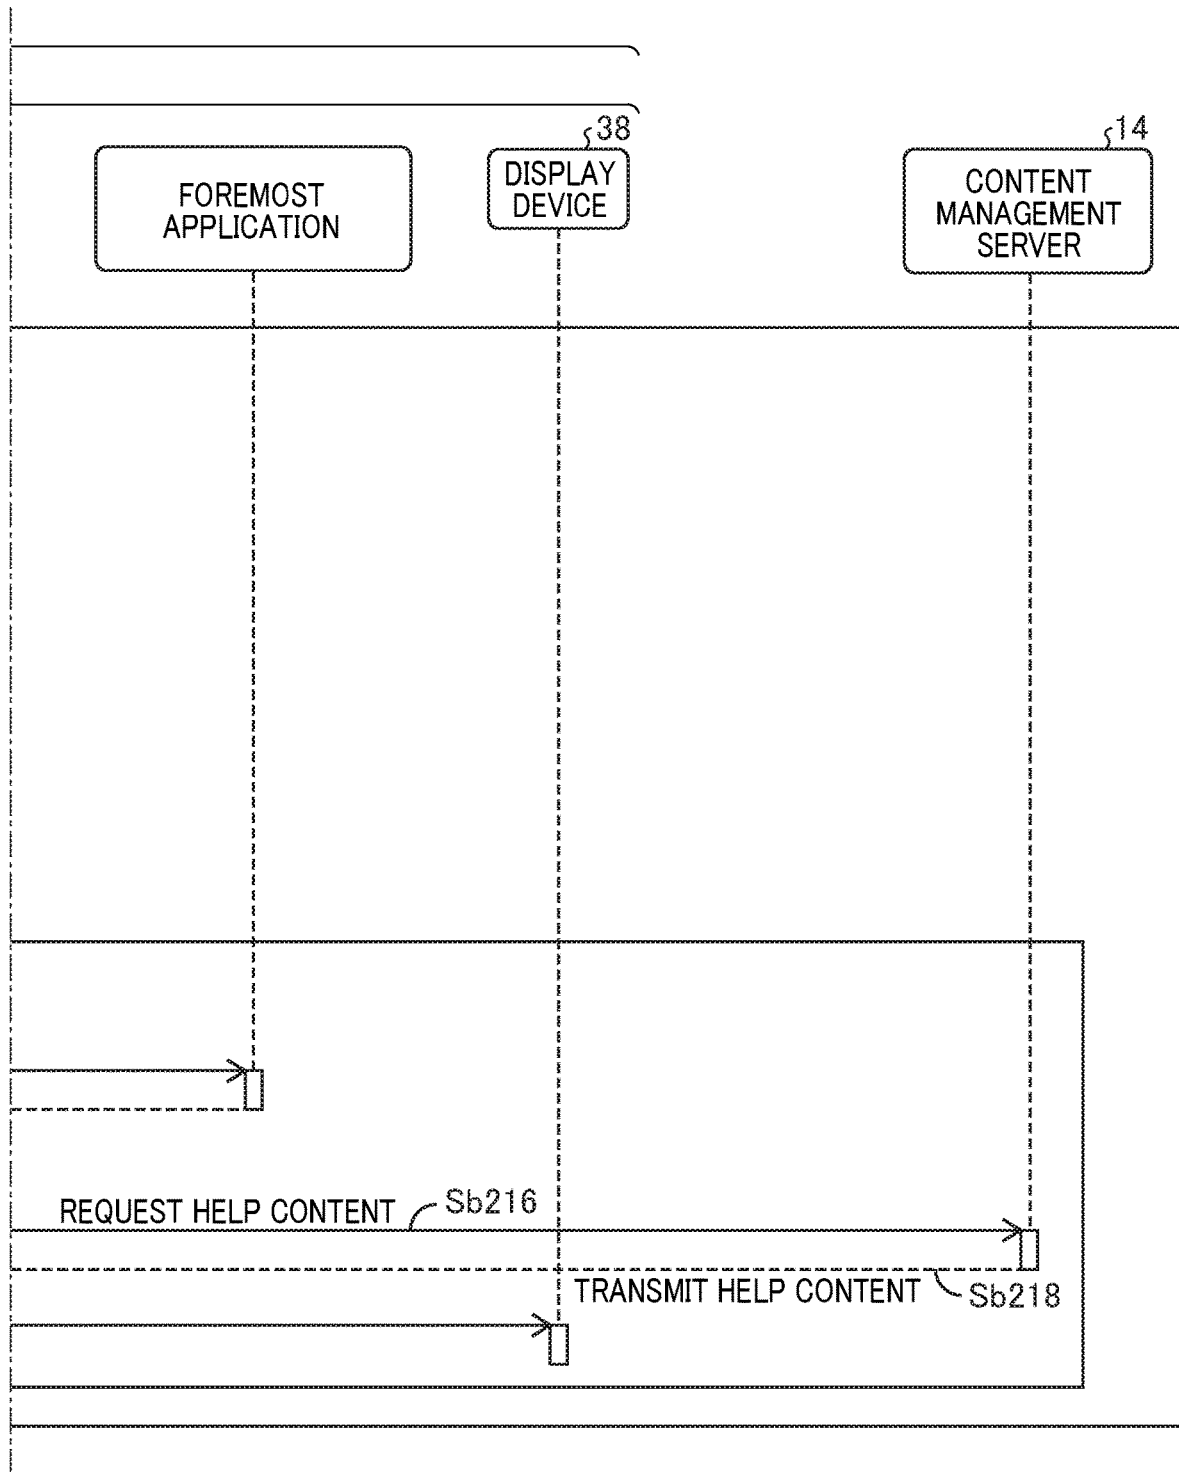 38
14
FOREMOST
APPLICATION
DISPLAY
DEVICE
CONTENT
MANAGEMENT
SERVER
REQUEST HELP CONTENT
Sb216
TRANSMIT HELP CONTENT
Sb218